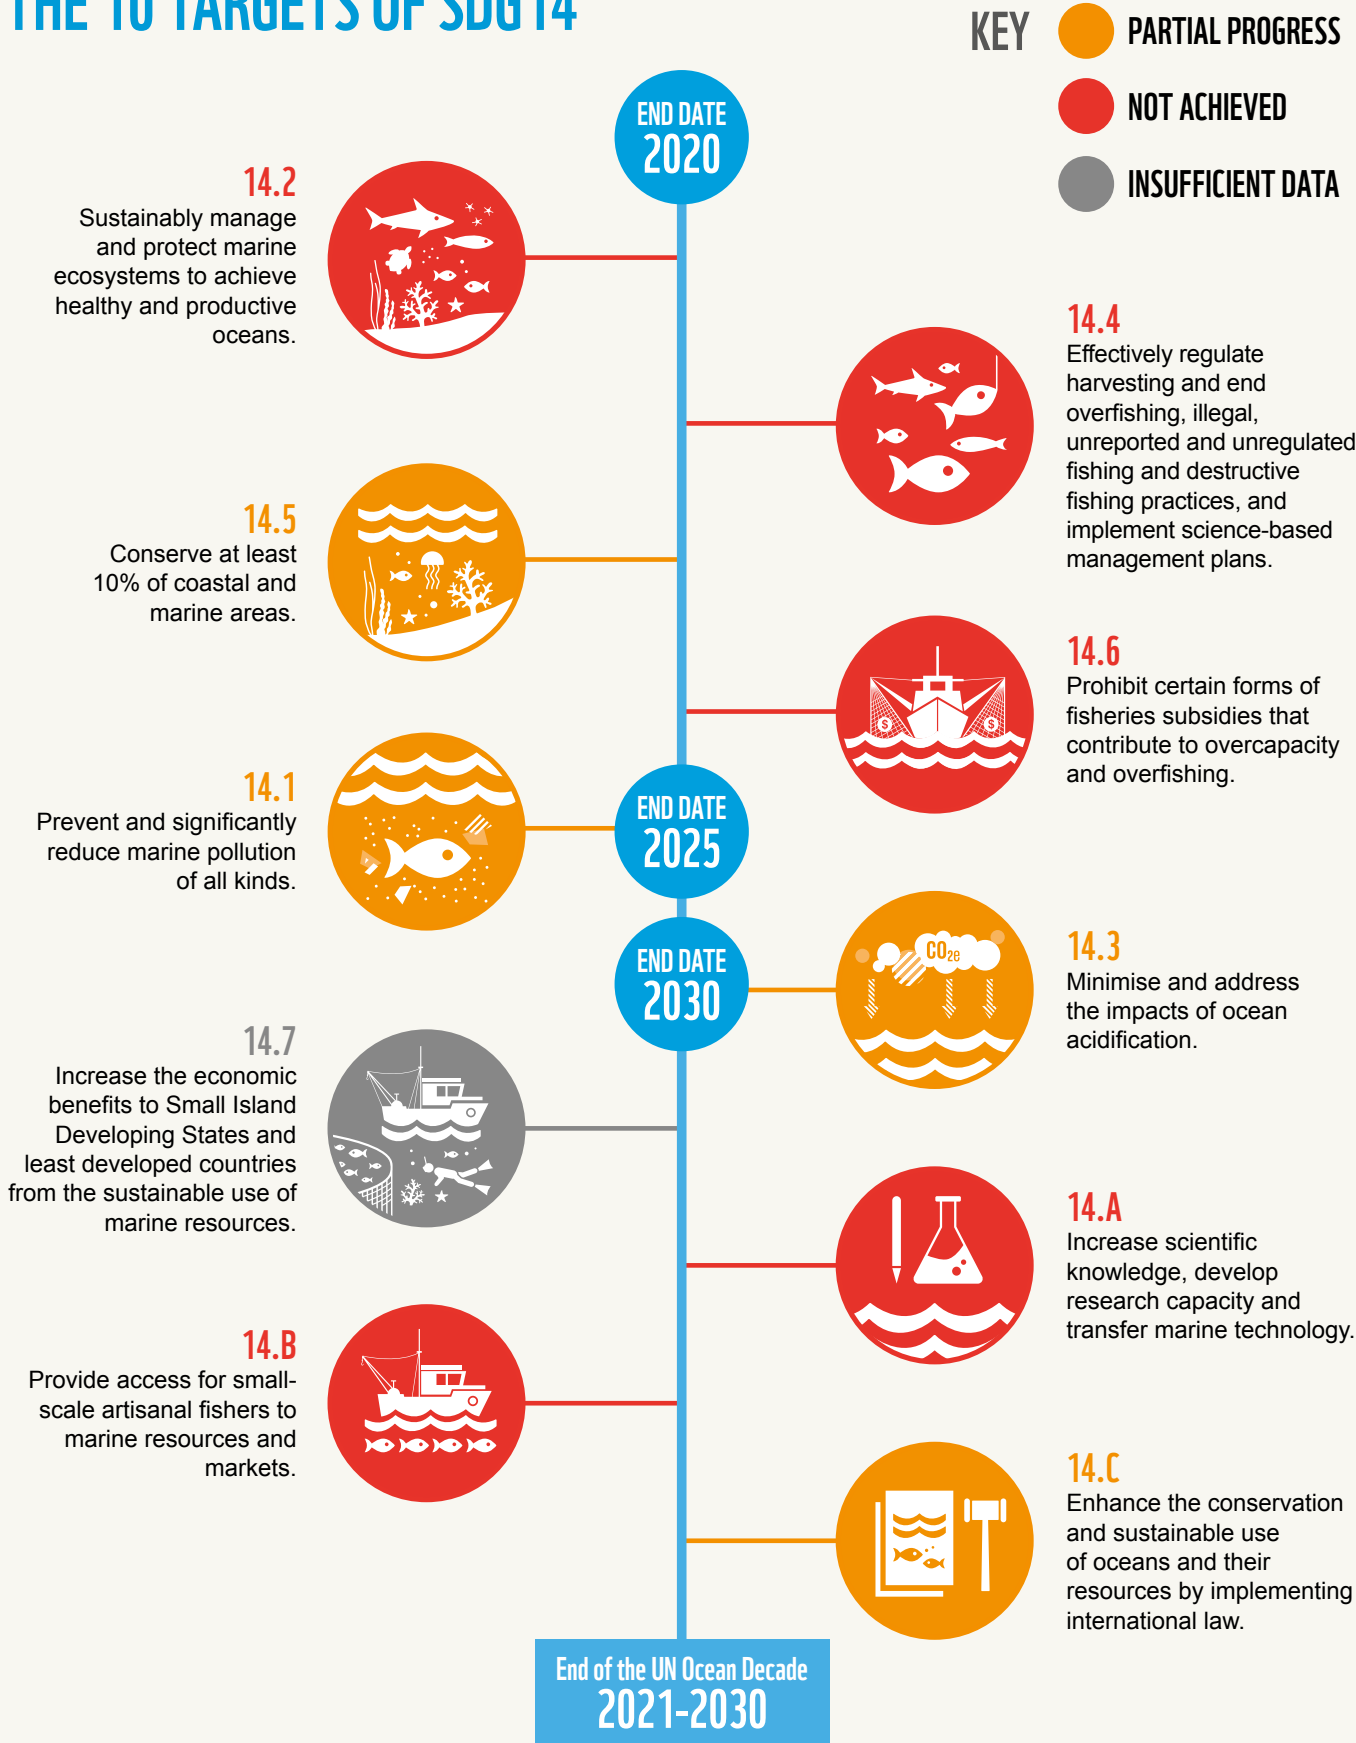 THE 10 TARGETS OF SDG14
KEY
PARTIAL PROGRESS
NOT ACHIEVED
INSUFFICIENT DATA
END DATE
2020
14.2
Sustainably manage
and protect marine
ecosystems to achieve
healthy and productive
oceans.
14.4
Effectively regulate
harvesting and end
overfishing, illegal,
unreported and unregulated
fishing and destructive
fishing practices, and
implement science-based
management plans.
14.5
Conserve at least
10% of coastal and
marine areas.
14.6
Prohibit certain forms of
fisheries subsidies that
contribute to overcapacity
and overfishing.
$
$
14.1
Prevent and significantly
reduce marine pollution
of all kinds.
END DATE
2025
END DATE
2030
CO2e
14.3
Minimise and address
the impacts of ocean
acidification.
14.7
Increase the economic
benefits to Small Island
Developing States and
least developed countries
from the sustainable use of
marine resources.
14.A
Increase scientific
knowledge, develop
research capacity and
transfer marine technology.
14.B
Provide access for small-
scale artisanal fishers to
marine resources and
markets.
14.C
Enhance the conservation
and sustainable use
of oceans and their
resources by implementing
international law.
End of the UN Ocean Decade
2021-2030